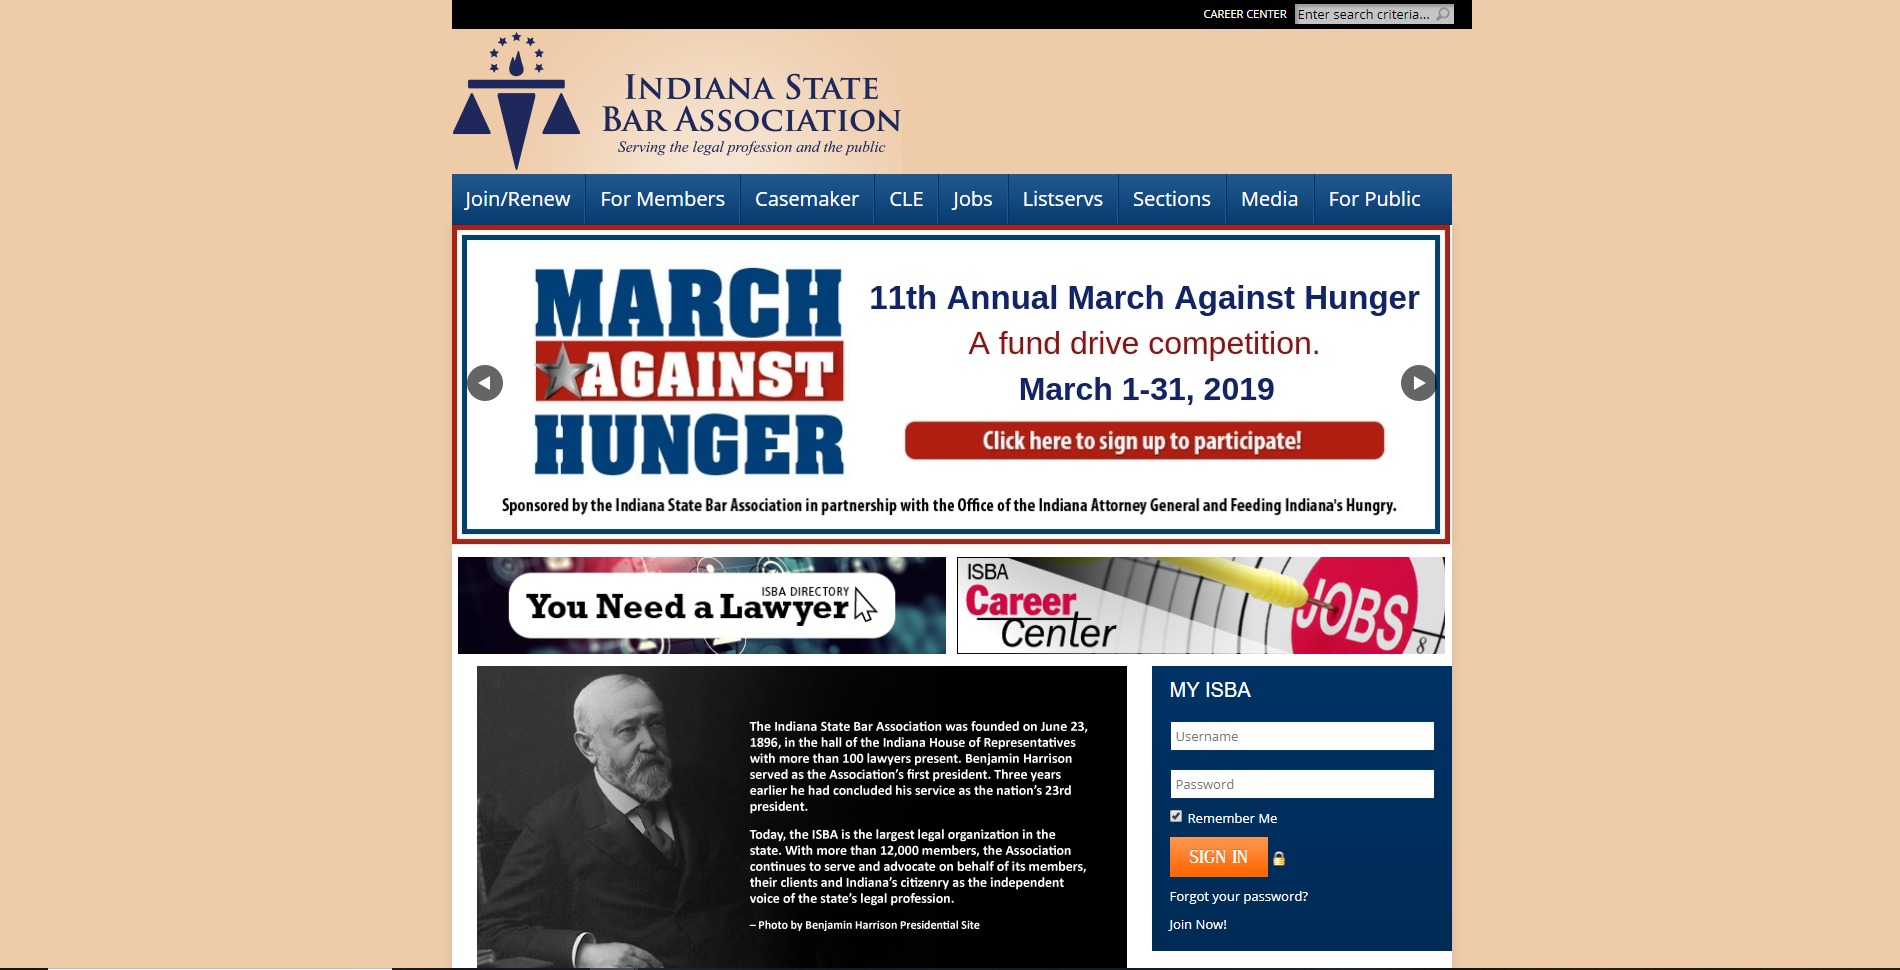 CAREER CENTER
Enter search criteria...
INDIANA STATE
BAR ASSOCIATION
Serving the legal profession and the public
Join/Renew
For Members
Casemaker
CLE
Jobs
Listservs
Sections
Media
For Public
MARCH
AGAINST
HUNGER
11th Annual March Against Hunger
A fund drive competition.
March 1-31, 2019
Click here to sign up to participate!
Sponsored by the Indiana State Bar Association in partnership with the Office of the Indiana Attorney General and Feeding Indiana's Hungry.
ISBA DIRECTORY
You Need a Lawyer
ISBA
Career
Center
JOBS
8
The Indiana State Bar Association was founded on June 23,
1896, in the hall of the Indiana House of Representatives
with more than 100 lawyers present. Benjamin Harrison
served as the Association’s first president. Three years
earlier he had concluded his service as the nation’s 23rd
president.
Today, the ISBA is the largest legal organization in the
state. With more than 12,000 members, the Association
continues to serve and advocate on behalf of its members,
their clients and Indiana’s citizenry as the independent
voice of the state’s legal profession.
– Photo by Benjamin Harrison Presidential Site
MY ISBA
Username
Password
Remember Me
SIGN IN
Forgot your password?
Join Now!